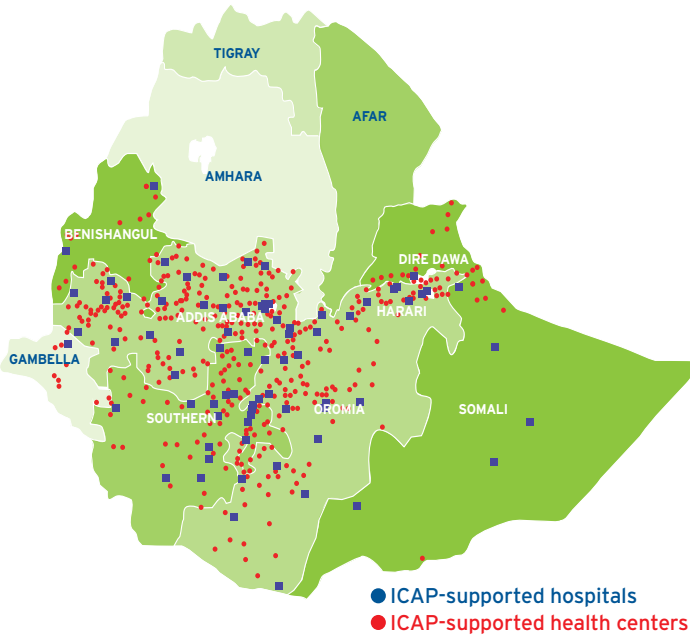 TIGRAY
AFAR
AMHARA
BENISHANGUL
DIRE DAWA
HARARI
ADDIS ABABA
GAMBELLA
SOUTHERN
OROMIA
SOMALI
ICAP-supported hospitals
ICAP-supported health centers